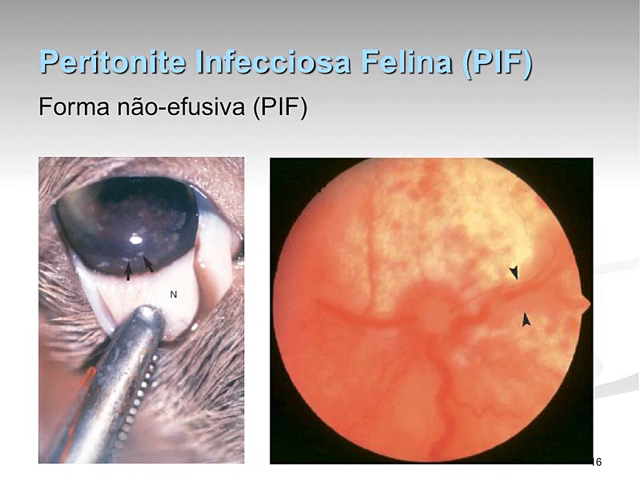 Peritonite Infecciosa Felina (PIF)
Forma não-efusiva (PIF)
N
16